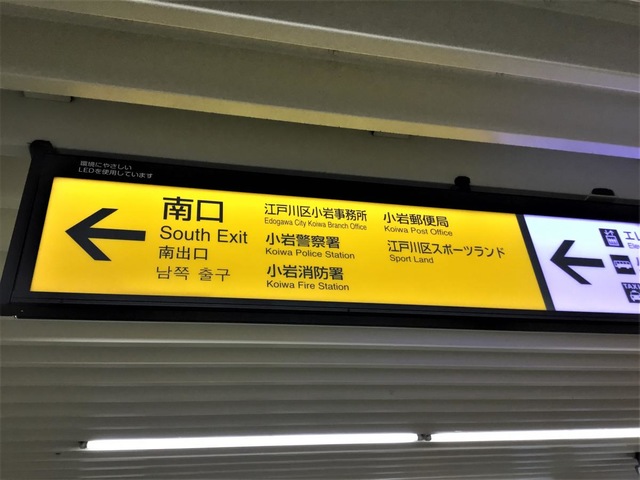 環境にやさしい
LEDを使用しています
南口
South Exit
南出口
남쪽 출구
江戸川区小岩事務所
Edogawa City Koiwa Branch Office
小岩警察署
Koiwa Police Station
小岩消防署
Koiwa Fire Station
小岩郵便局
Koiwa Post Office
江戸川区スポーツランド
Sport Land
エレ
TAXI